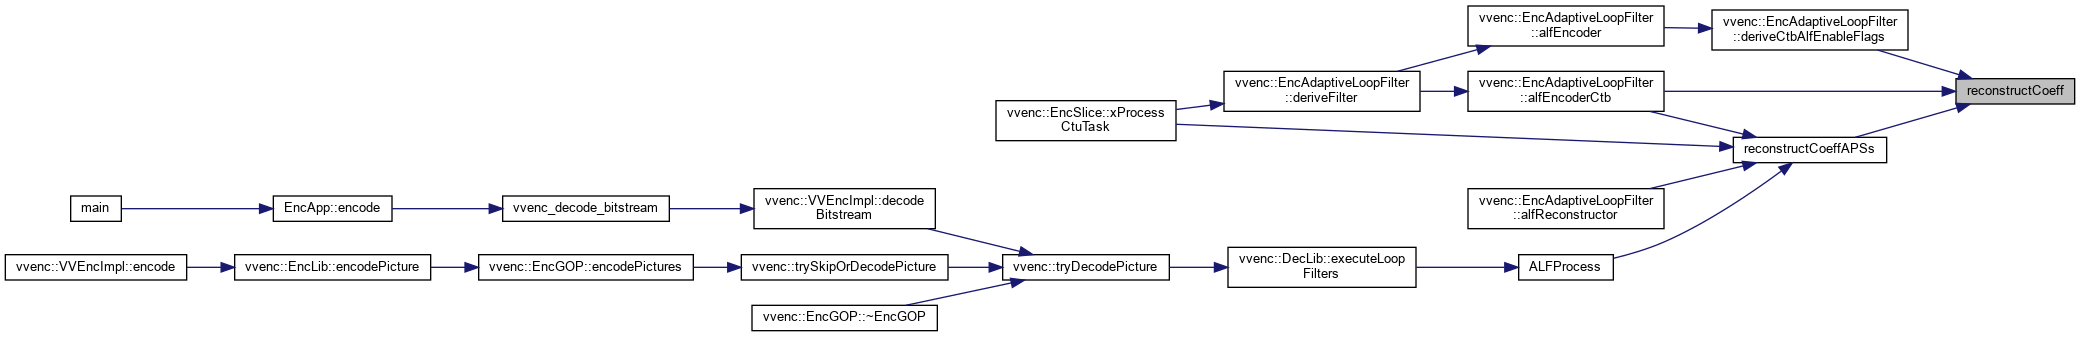 vvenc::EncAdaptiveLoopFilter
::alfEncoder
vvenc::EncAdaptiveLoopFilter
::deriveCtbAlfEnableFlags
vvenc::EncAdaptiveLoopFilter
::deriveFilter
vvenc::EncAdaptiveLoopFilter
::alfEncoderCtb
reconstructCoeff
vvenc::EncSlice::xProcess
CtuTask
reconstructCoeffAPSs
main
EncApp::encode
vvenc_decode_bitstream
vvenc::VVEncImpl::decode
Bitstream
vvenc::EncAdaptiveLoopFilter
::alfReconstructor
vvenc::VVEncImpl::encode
vvenc::EncLib::encodePicture
vvenc::EncGOP::encodePictures
vvenc::trySkipOrDecodePicture
vvenc::tryDecodePicture
vvenc::DecLib::executeLoop
Filters
ALFProcess
vvenc::EncGOP::~EncGOP